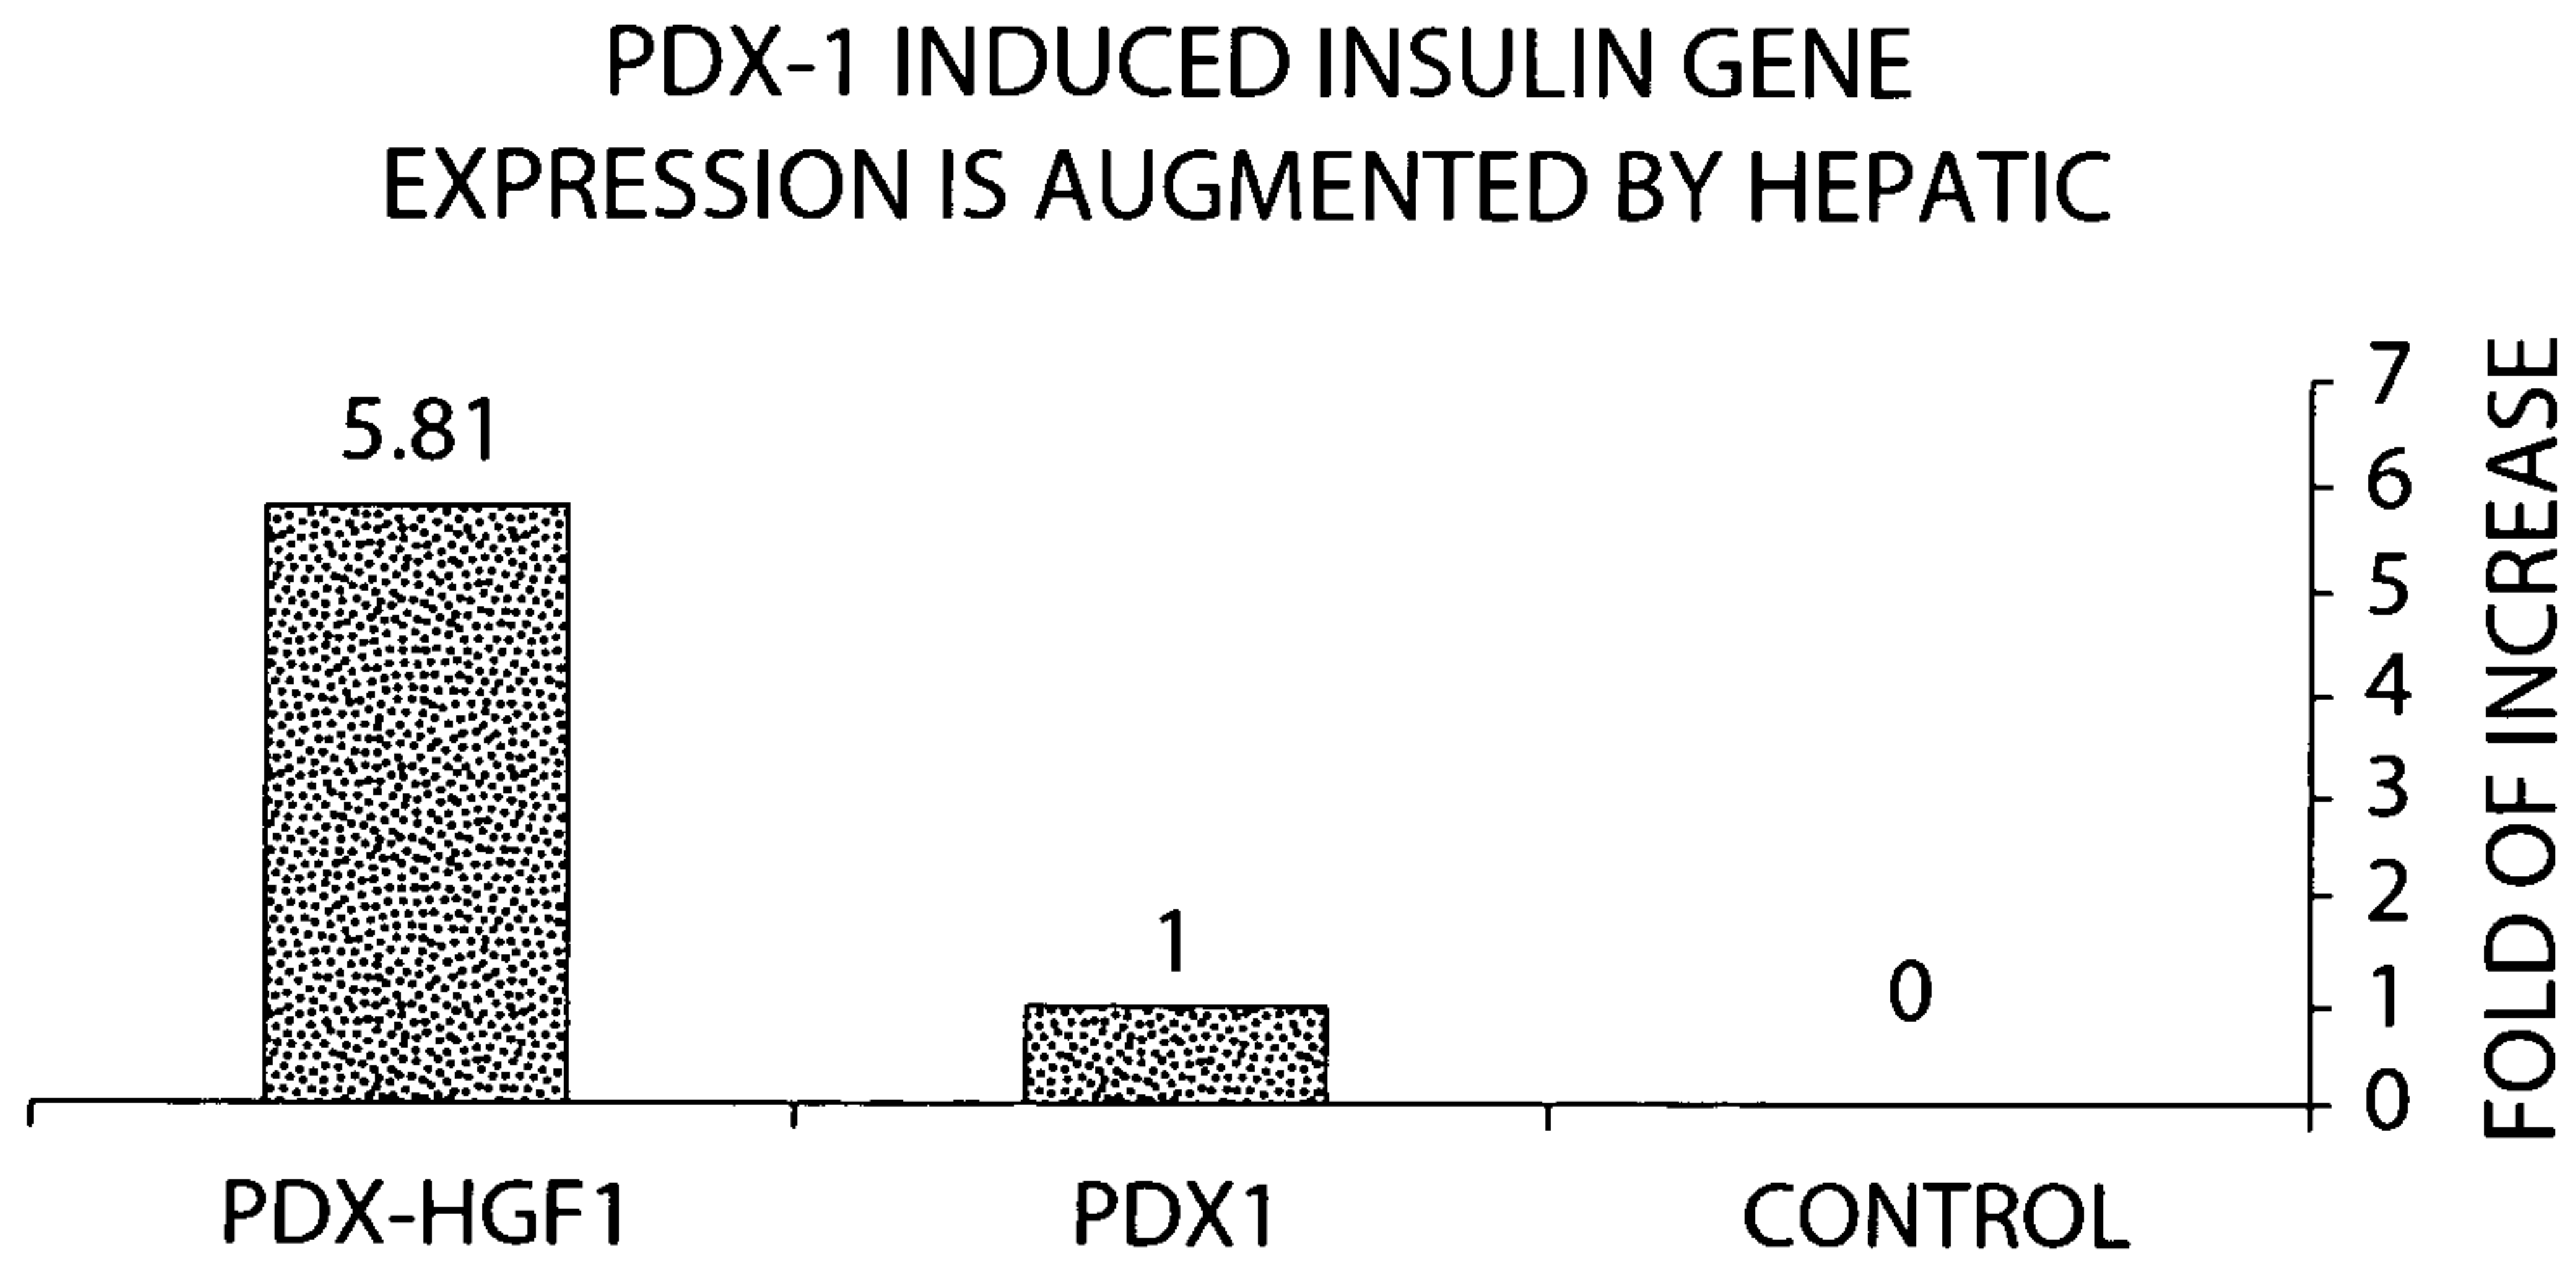 PDX-1 INDUCED INSULIN GENE
EXPRESSION IS AUGMENTED BY HEPATIC
5.81
1
0
7
6
5
4
3
2
1
0
FOLD OF INCREASE
PDX-HGF1
PDX1
CONTROL